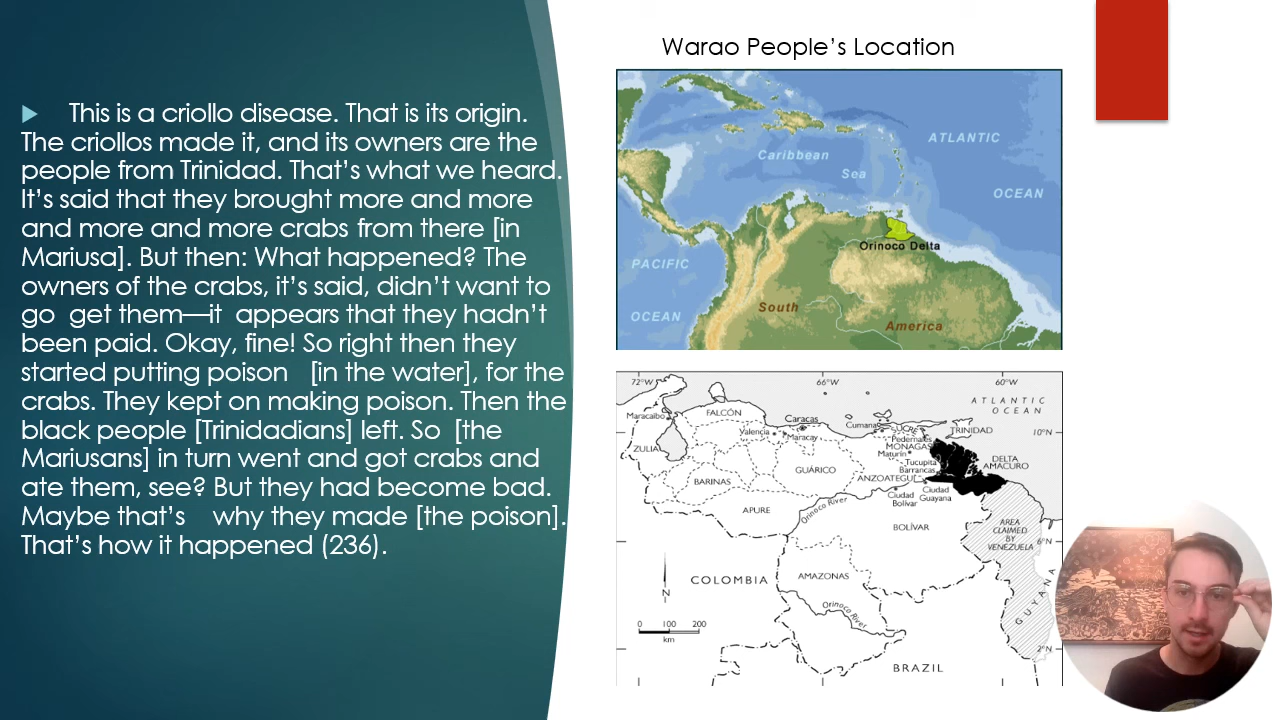 This is a criollo disease. That is its origin.
The criollos made it, and its owners are the
people from Trinidad. That’s what we heard.
It’s said that they brought more and more
and more and more crabs from there [in
Mariusa]. But then: What happened? The
owners of the crabs, it’s said, didn’t want to
go get them—it appears that they hadn’t
been paid. Okay, fine! So right then they
started putting poison [in the water], for the
crabs. They kept on making poison. Then the
black people [Trinidadians] left. So [the
Mariusans] in turn went and got crabs and
ate them, see? But they had become bad.
Maybe that’s why they made [the poison].
That’s how it happened (236).
Warao People’s Location
ATLANTIC
OCEAN
Caribbean
Sea
Orinoco Delta
PACIFIC
OCEAN
South
America
72°W
66°W
60°W
ATLANTIC
OCEAN
Maracaibo
FALCÓN
Caracas
Cumana
SUCRE
TRINIDAD
10°N
Valencia
Maracay
Pedernales
MONAGAS
Maturín
ZULIA
GUÁRICO
Tucupita
Barrancas
DELTA
AMACURO
BARINAS
ANZOATEGUI
Ciudad
Bolívar
Ciudad
Guayana
APURE
Orinoco River
BOLÍVAR
AREA
CLAIMED
BY
VENEZUELA
6°N
COLOMBIA
AMAZONAS
N
Orinoco River
GUYANA
0 100 200
km
2°N
BRAZIL